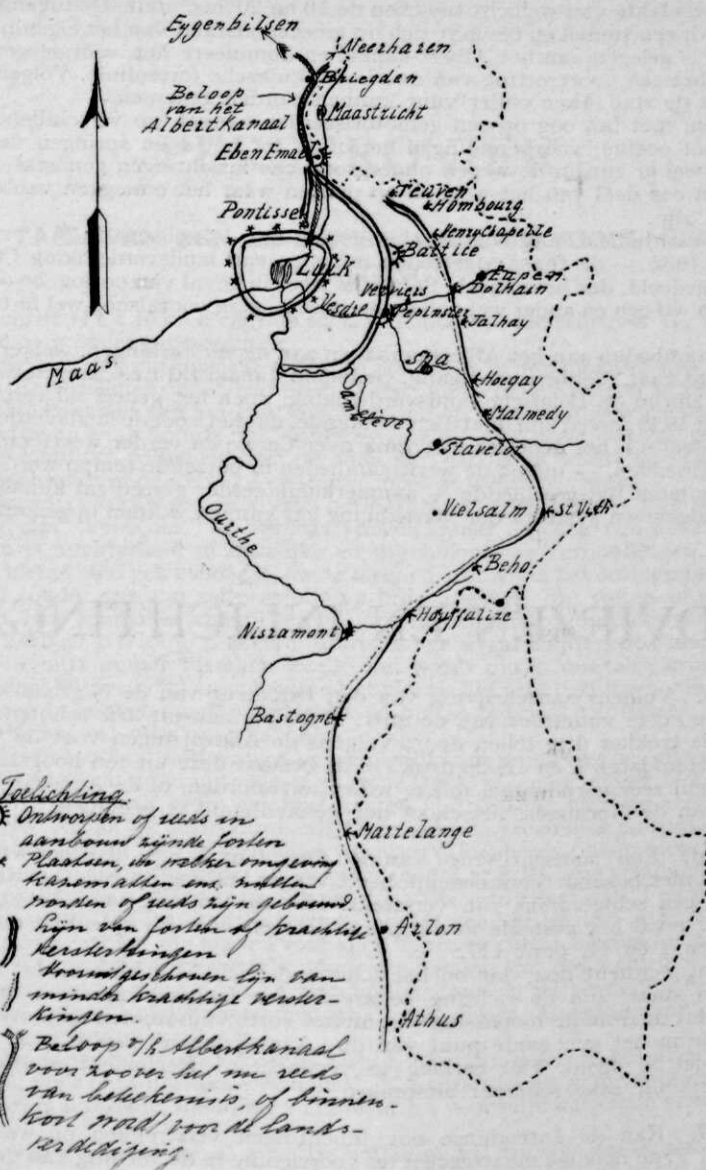 Eygenbilsen
Neerharen
Briegden
Beloop
van het
Albert Kanaal
Maastricht
Eben Emael
Teuven
Hombourg
Pontisse
Henrychapelle
Battice
Luik
Eupen
Dolhain
Verviers
Vesdre
Pepinster
Jalhay
Maas
Spa
Hoegay
Malmedy
Amblève
Stavelot
Ourthe
Vielsalm
St Vith
Beho
Houffalize
Nisramont
Bastogne
Martelange
Arlon
Athus
Toelichting
Ontworpen of reeds in
aanbouw zijnde forten
Plaatsen, in welker omgeving
kazematten enz. zullen
worden of reeds zijn gebouwd
Lijn van forten of krachtige
versterkingen
Vooruitgeschoven lijn van
minder krachtige verster-
kingen
Beloop v/h Albertkanaal
voor zoover het nu reeds
van beteekenis, of binnen-
kort wordt voor de lands-
verdediging.